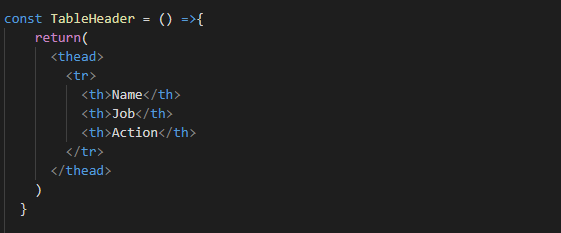 const TableHeader = () =>{
    return(
      <thead>
        <tr>
          <th>Name</th>
          <th>Job</th>
          <th>Action</th>
        </tr>
      </thead>
    )
  }